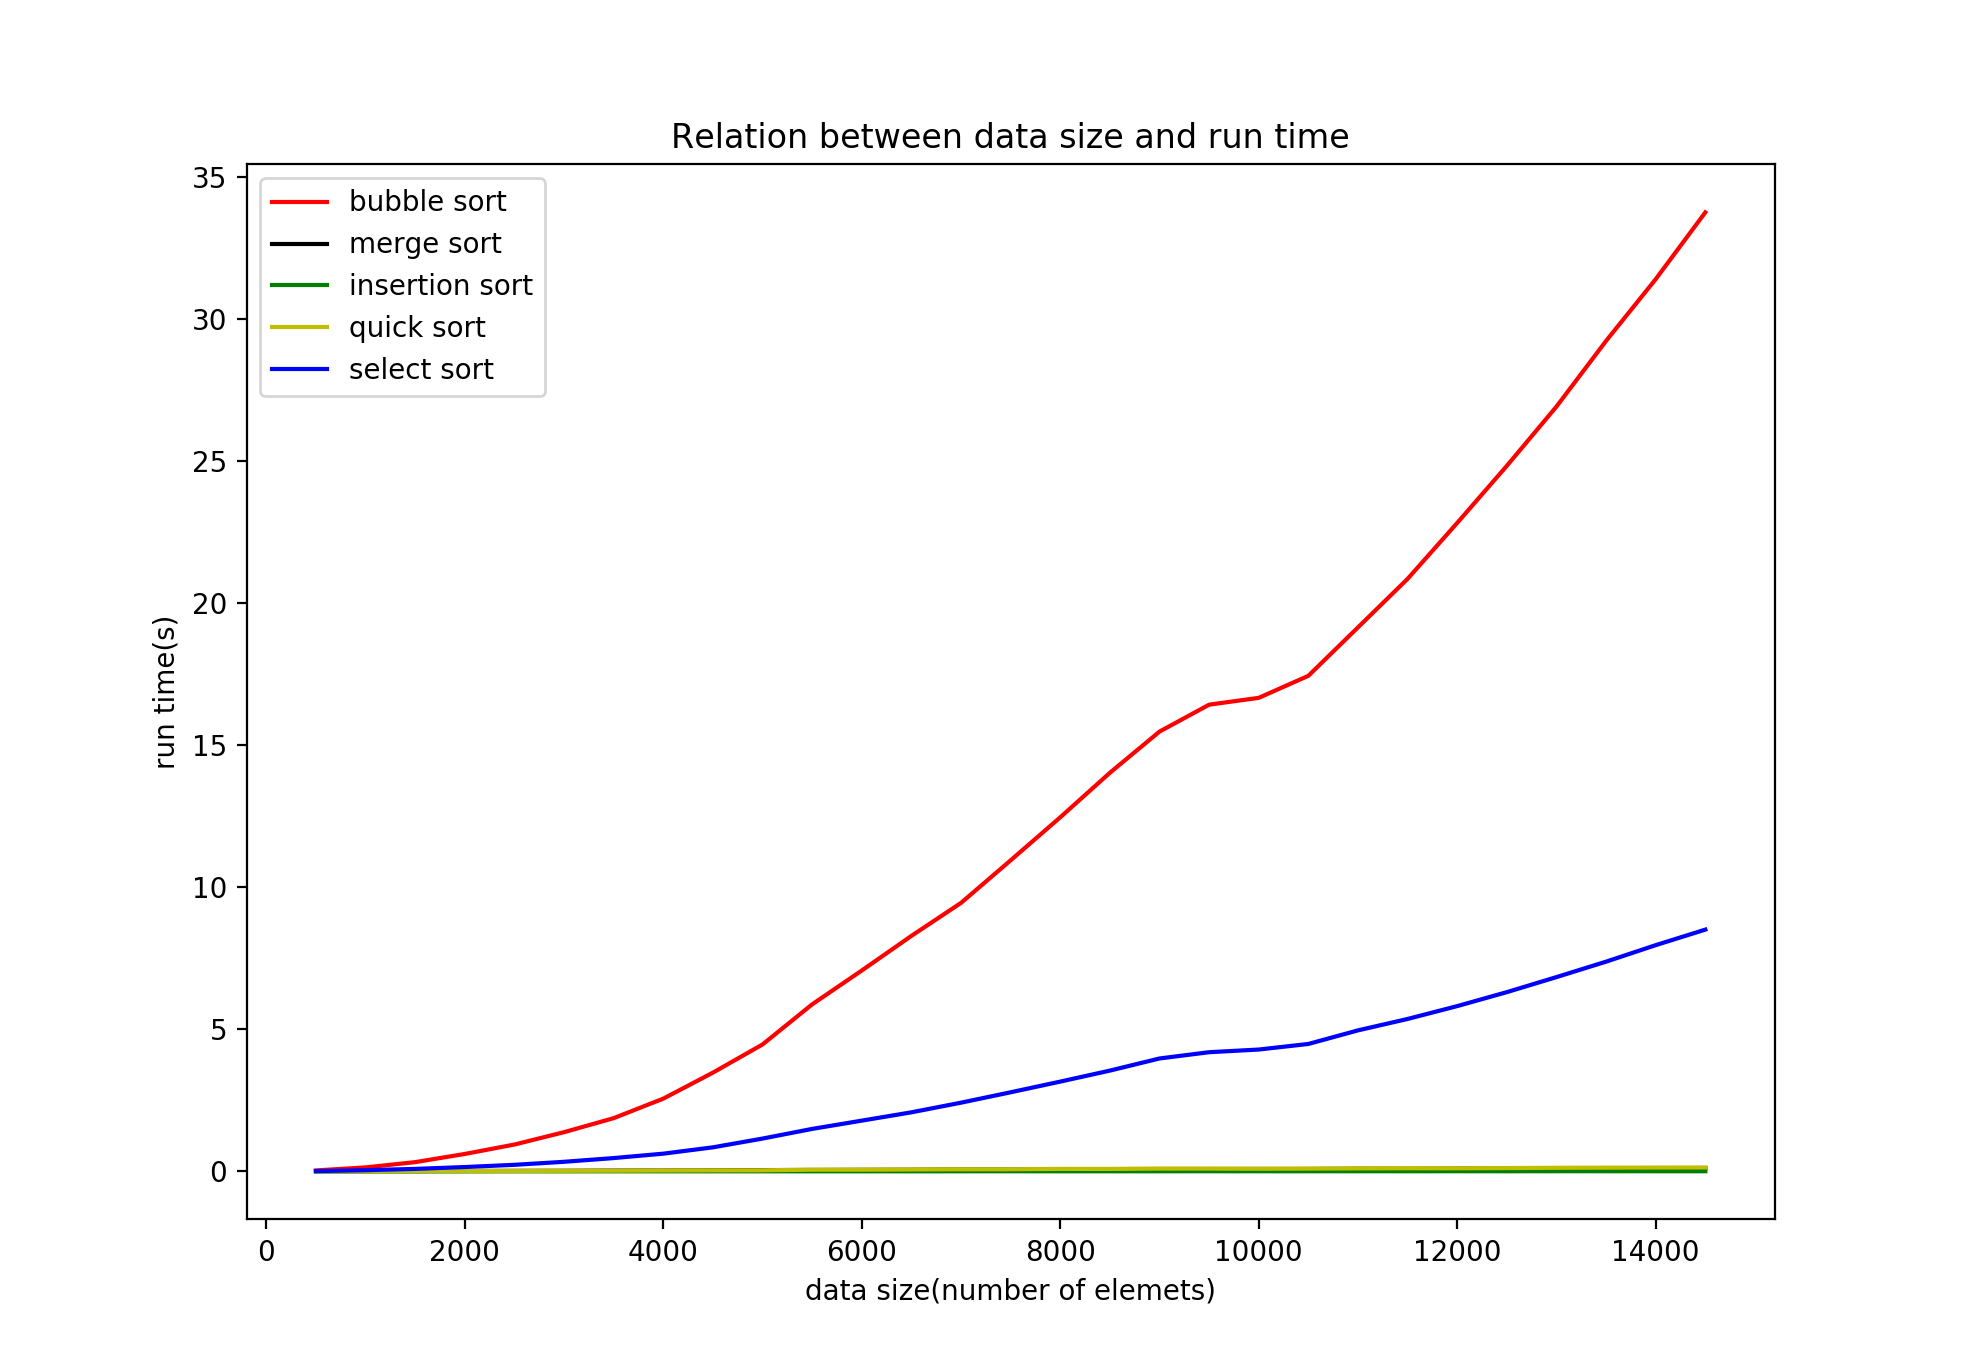 Relation between data size and run time
35
30
25
20
15
10
5
0
run time(s)
bubble sort
merge sort
insertion sort
quick sort
select sort
0 2000 4000 6000 8000 10000 12000 14000
data size(number of elemets)